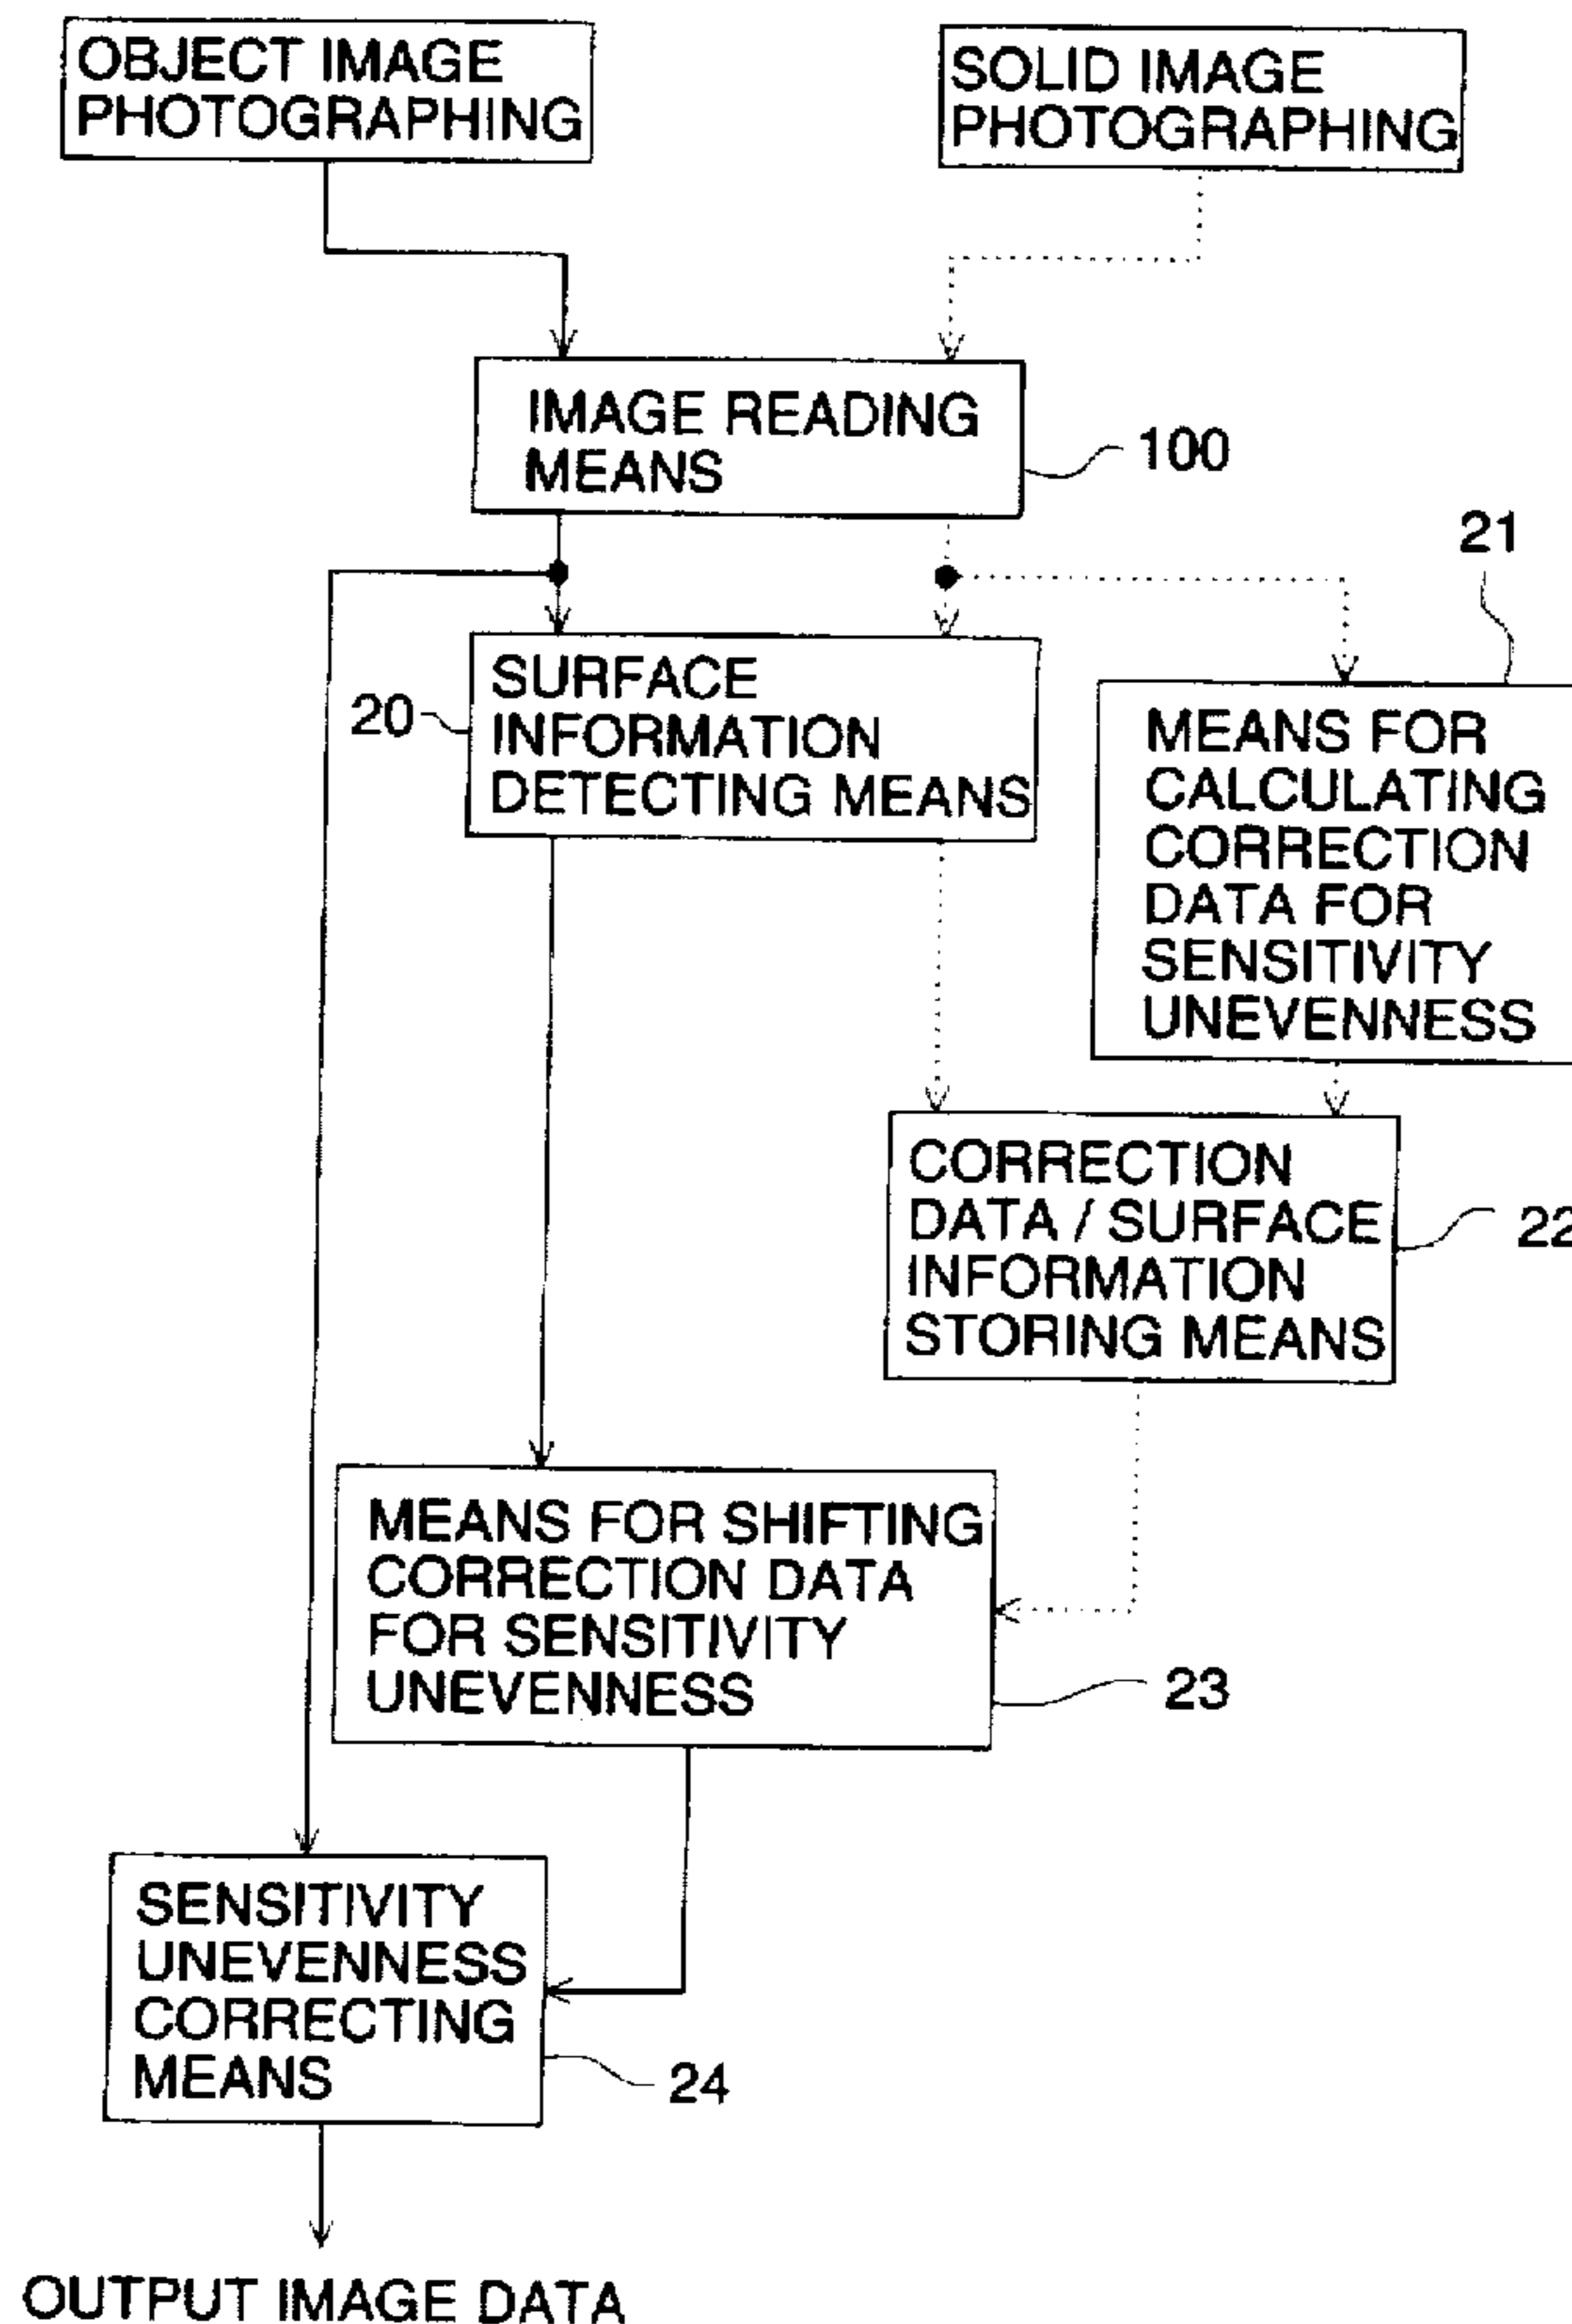 OBJECT IMAGE
PHOTOGRAPHING
SOLID IMAGE
PHOTOGRAPHING
IMAGE READING
MEANS
100
21
SURFACE
INFORMATION
DETECTING MEANS
20
MEANS FOR
CALCULATING
CORRECTION
DATA FOR
SENSITIVITY
UNEVENNESS
CORRECTION
DATA / SURFACE
INFORMATION
STORING MEANS
22
MEANS FOR SHIFTING
CORRECTION DATA
FOR SENSITIVITY
UNEVENNESS
23
SENSITIVITY
UNEVENNESS
CORRECTING
MEANS
24
OUTPUT IMAGE DATA